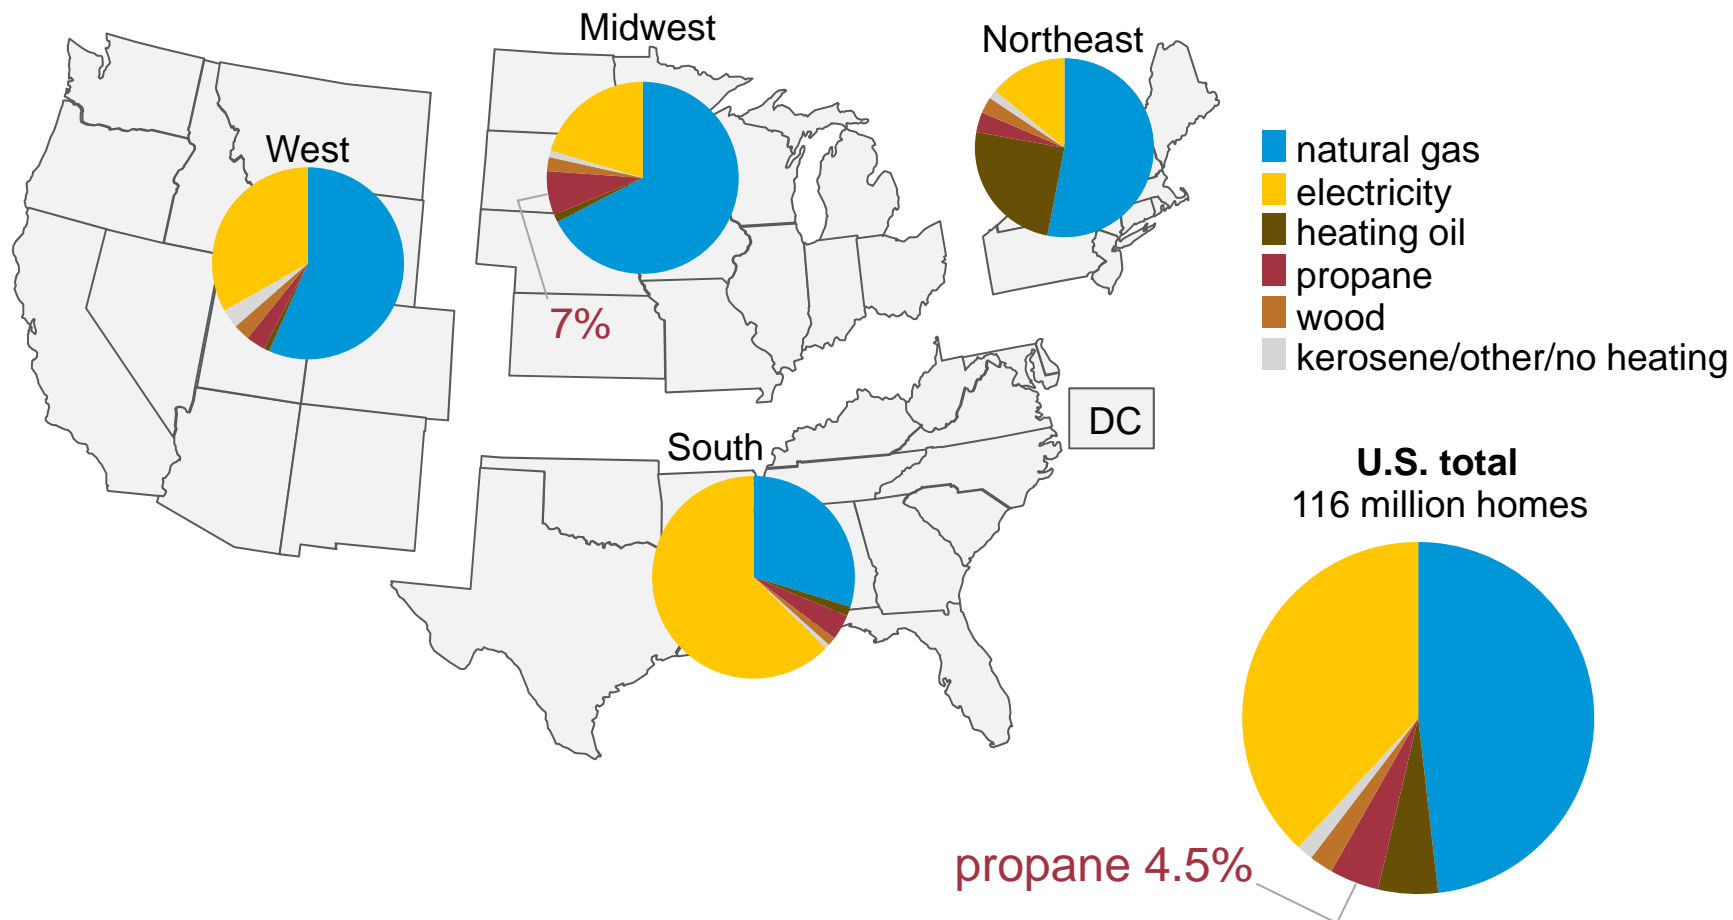 Midwest
Northeast
West
7%
South
DC
natural gas
electricity
heating oil
propane
wood
kerosene/other/no heating
U.S. total
116 million homes
propane 4.5%